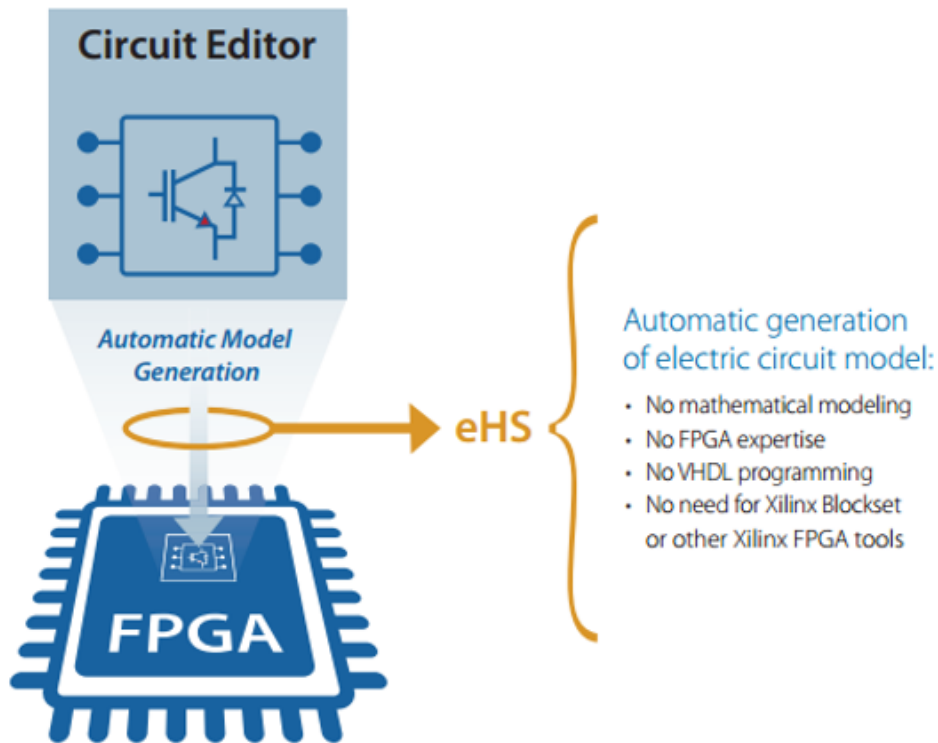 Circuit Editor
Automatic Model
Generation
eHS
FPGA
Automatic generation
of electric circuit model:
• No mathematical modeling
• No FPGA expertise
• No VHDL programming
• No need for Xilinx Blockset
or other Xilinx FPGA tools